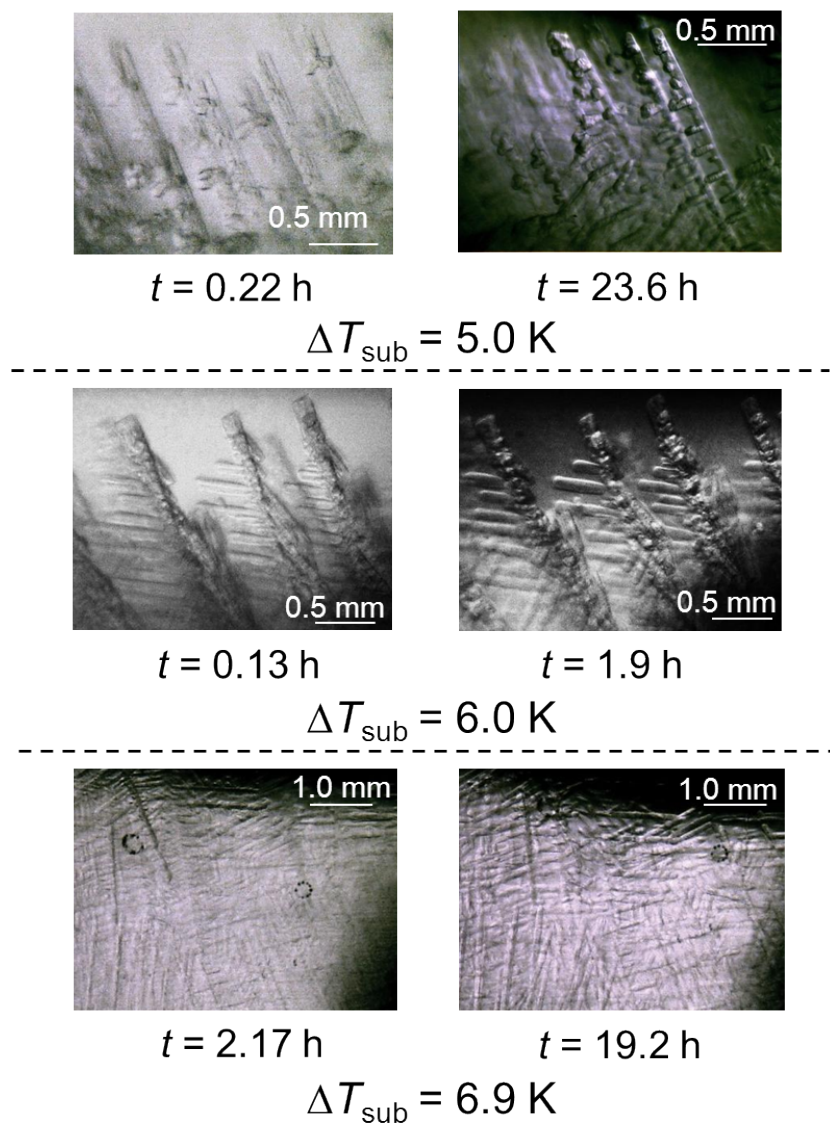 0.5 mm
0.5 mm
t = 0.22 h
t = 23.6 h
ΔTsub = 5.0 K
0.5 mm
0.5 mm
t = 0.13 h
t = 1.9 h
ΔTsub = 6.0 K
1.0 mm
1.0 mm
t = 2.17 h
t = 19.2 h
ΔTsub = 6.9 K